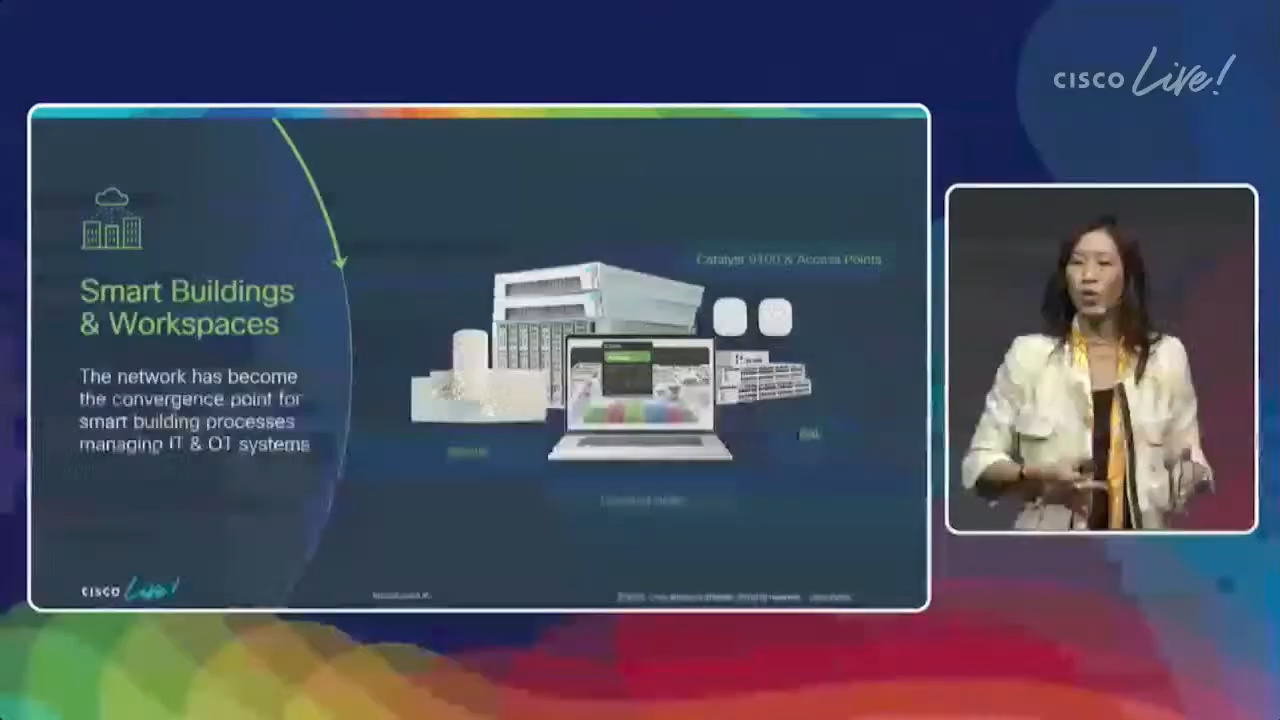 CISCO Live!
Smart Buildings
& Workspaces
The network has become
the convergence point for
smart building processes
managing IT & OT systems
Catalyst 9100 & Access Points
CISCO Live!